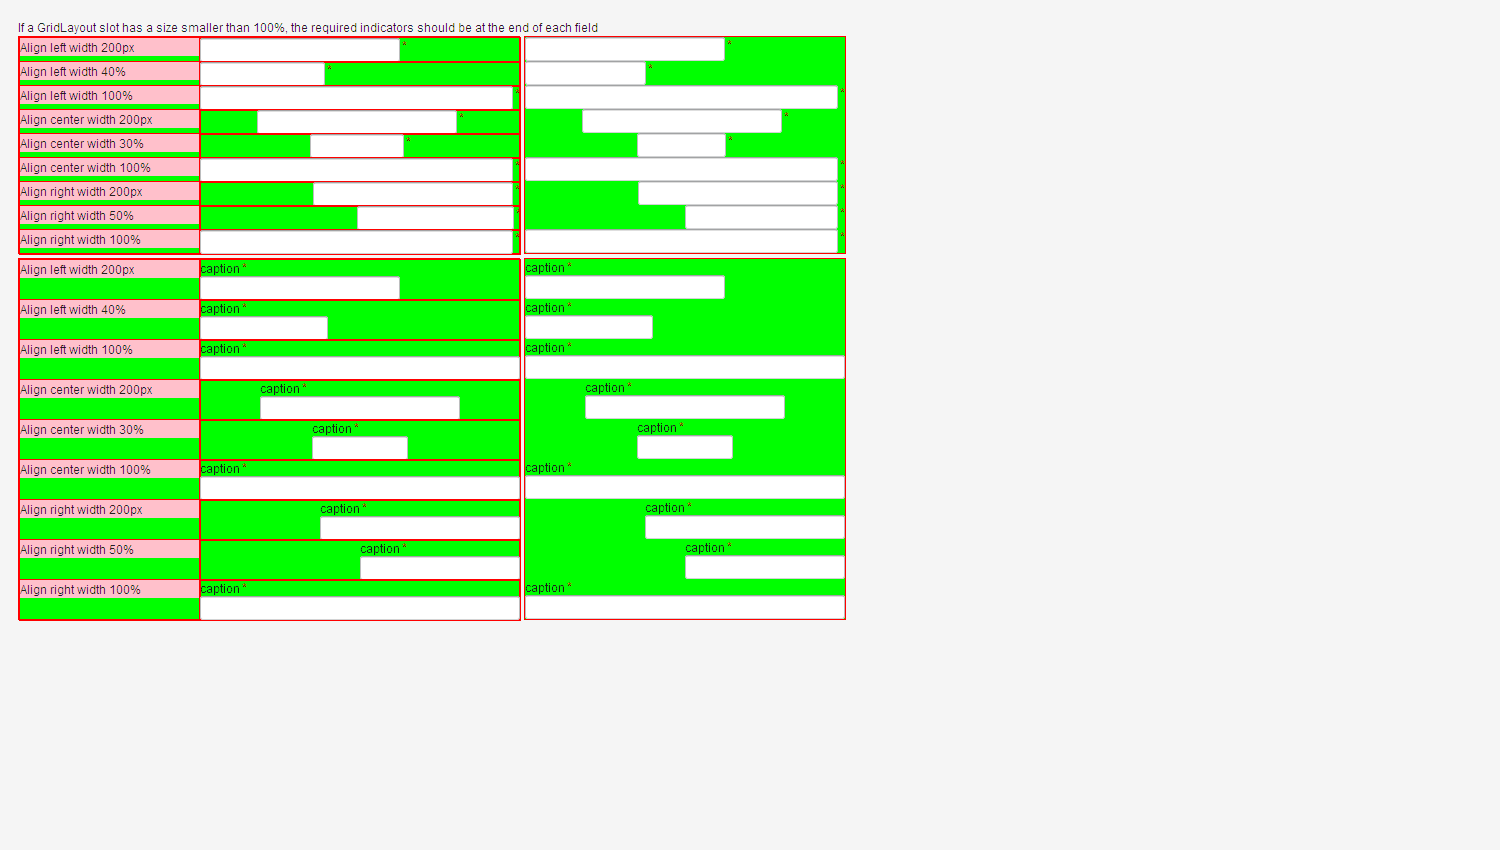 If a GridLayout slot has a size smaller than 100%, the required indicators should be at the end of each field
Align left width 200px * *
Align left width 40% * *
Align left width 100% * *
Align center width 200px * *
Align center width 30% * *
Align center width 100% * *
Align right width 200px * *
Align right width 50% * *
Align right width 100% * *
Align left width 200px caption * caption *
Align left width 40% caption * caption *
Align left width 100% caption * caption *
Align center width 200px caption * caption *
Align center width 30% caption * caption *
Align center width 100% caption * caption *
Align right width 200px caption * caption *
Align right width 50% caption * caption *
Align right width 100% caption * caption *